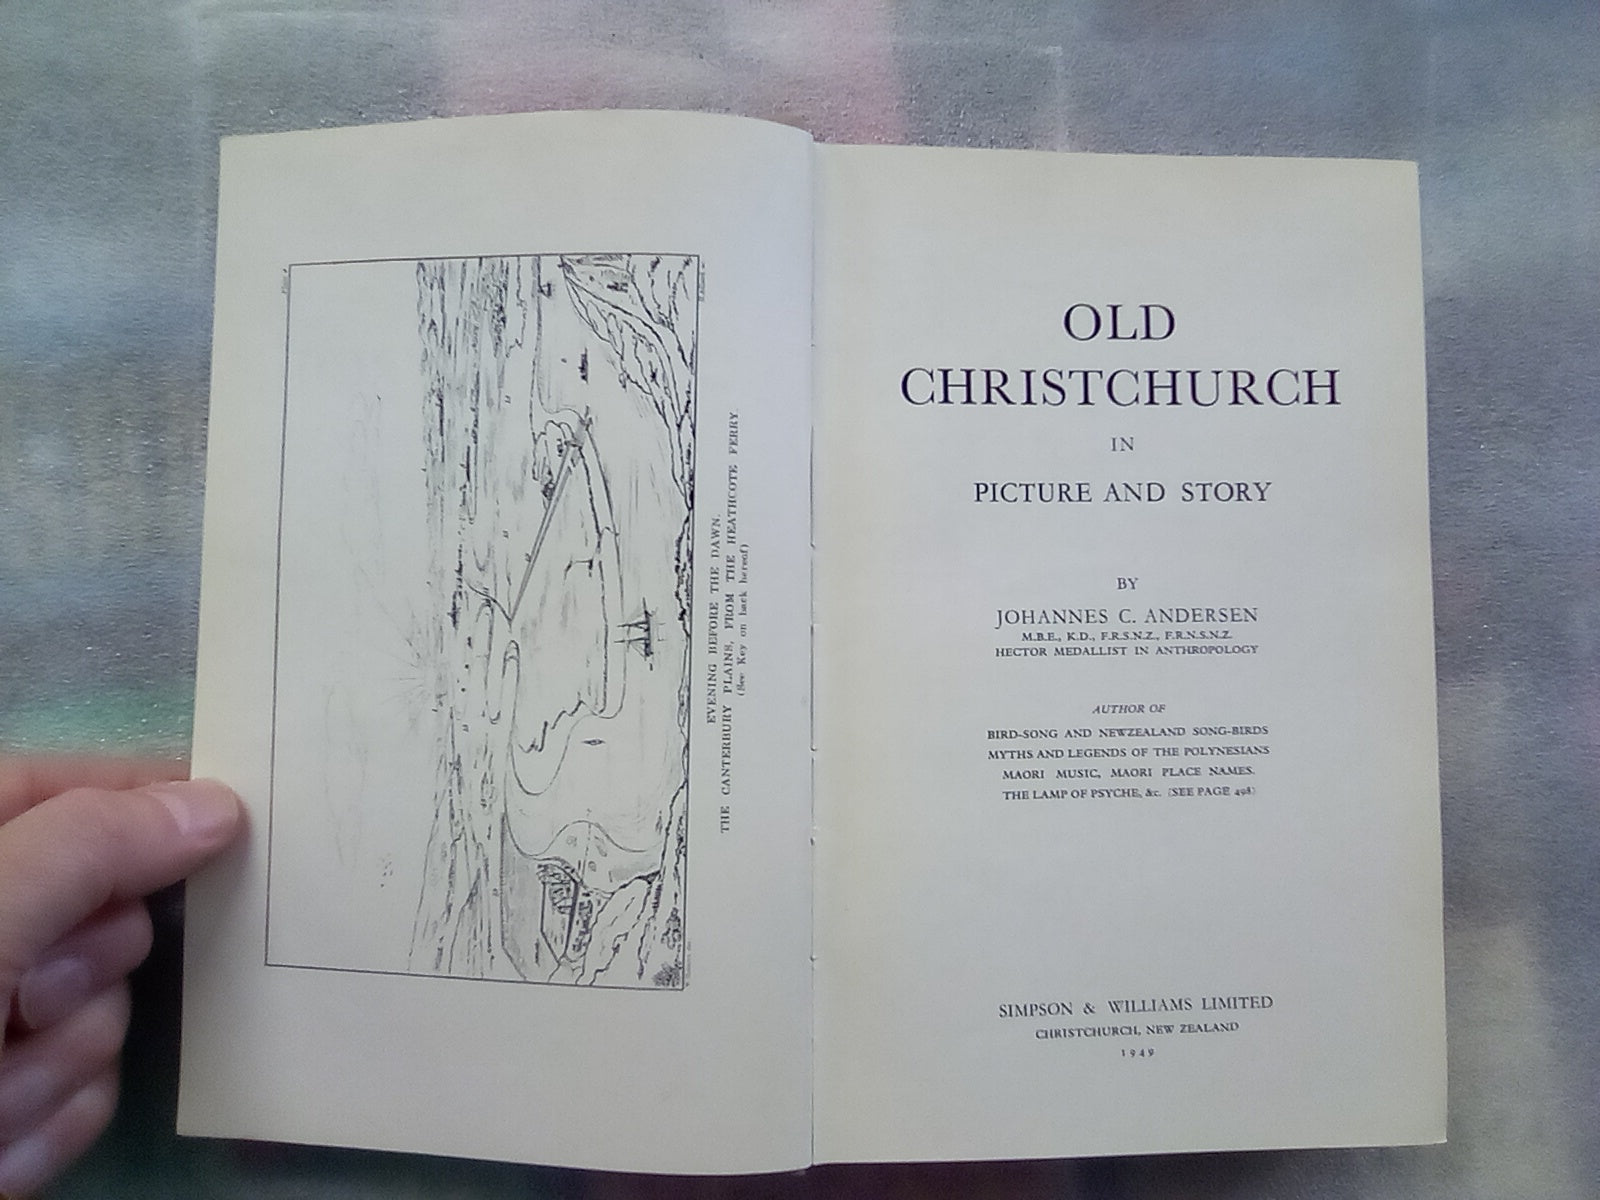 EVENING BEFORE THE DAWN.
THE CANTERBURY PLAINS, FROM THE HEATHCOTE FERRY.
(See Key on back hereof)
OLD
CHRISTCHURCH
IN
PICTURE AND STORY
BY
JOHANNES C. ANDERSEN
M.B.E., K.D., F.R.S.N.Z., F.R.N.S.N.Z.
HECTOR MEDALLIST IN ANTHROPOLOGY
AUTHOR OF
BIRD-SONG AND NEWZEALAND SONG-BIRDS
MYTHS AND LEGENDS OF THE POLYNESIANS
MAORI MUSIC, MAORI PLACE NAMES.
THE LAMP OF PSYCHE, &c. (SEE PAGE 498)
SIMPSON & WILLIAMS LIMITED
CHRISTCHURCH, NEW ZEALAND
1949